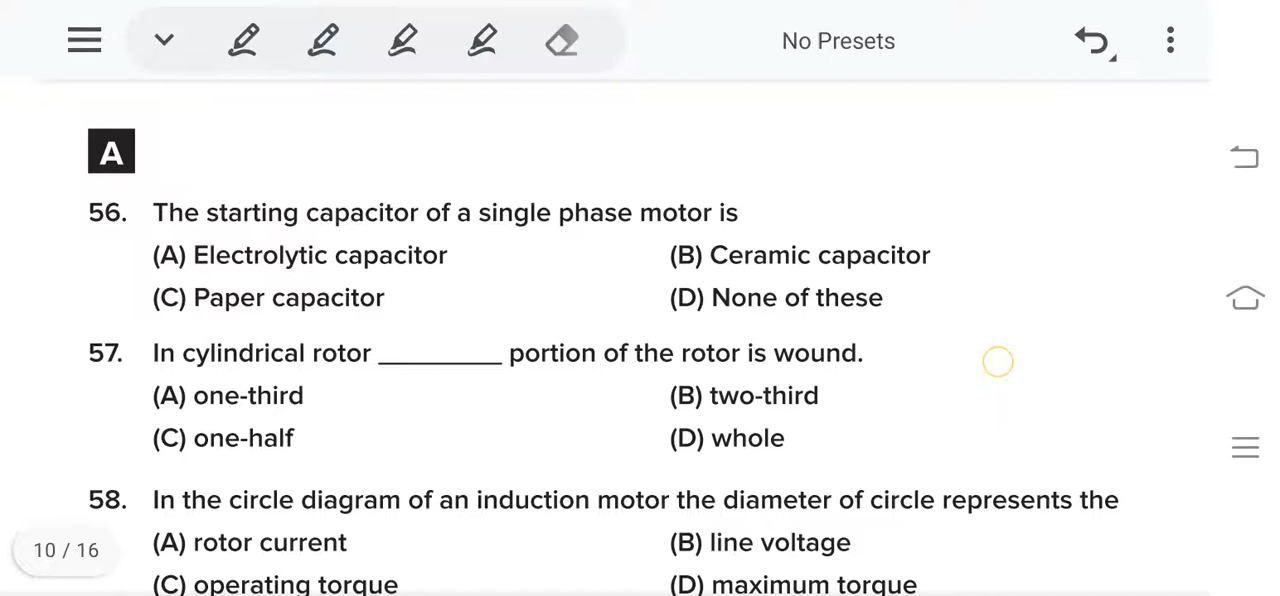 No Presets
A
56. The starting capacitor of a single phase motor is
(A) Electrolytic capacitor (B) Ceramic capacitor
(C) Paper capacitor (D) None of these
57. In cylindrical rotor _________ portion of the rotor is wound.
(A) one-third (B) two-third
(C) one-half (D) whole
58. In the circle diagram of an induction motor the diameter of circle represents the
10 / 16 (A) rotor current (B) line voltage
(C) operating torque (D) maximum torque